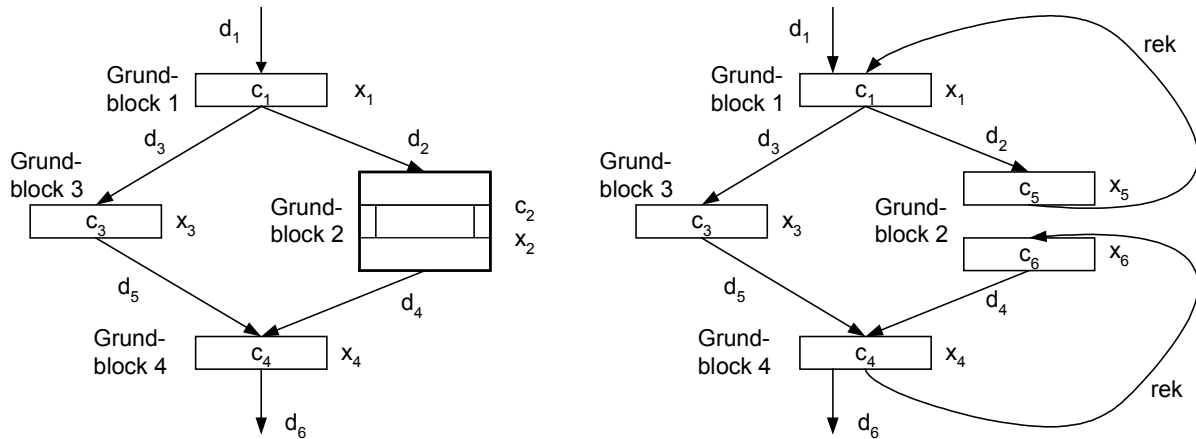 d1
Grund-
block 1
c1
x1
d3
d2
Grund-
block 3
c3
x3
Grund-
block 2
c2
x2
d5
d4
Grund-
block 4
c4
x4
d6
d1
rek
Grund-
block 1
c1
x1
d3
d2
Grund-
block 3
c3
x3
c5
x5
Grund-
block 2
c6
x6
d5
d4
Grund-
block 4
c4
x4
rek
d6